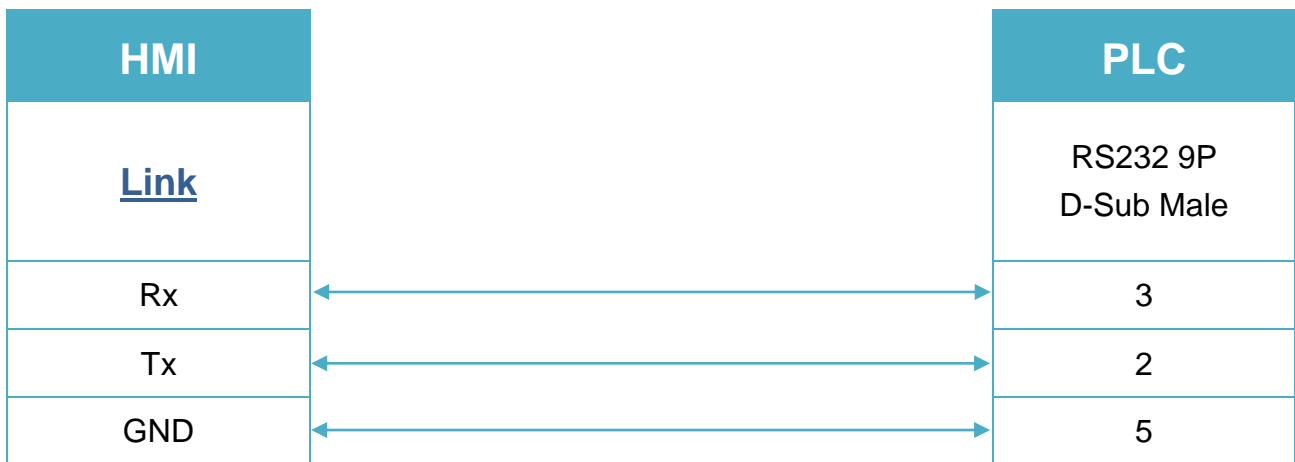 HMI PLC
Link
RS232 9P
D-Sub Male
Rx 3
Tx 2
GND 5